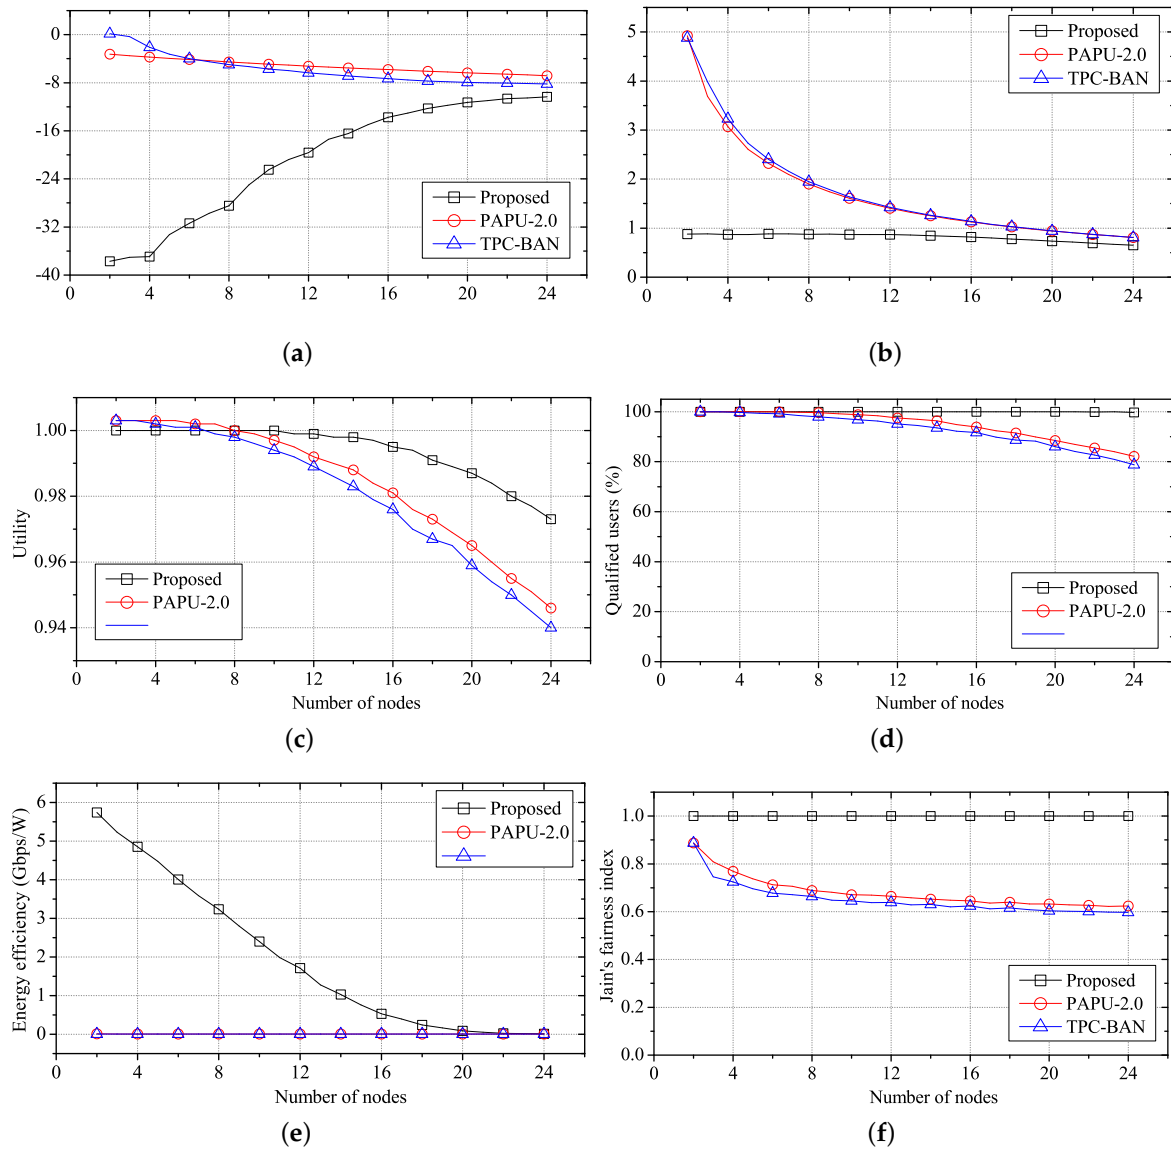 0
-8
-16
-24
-32
-40
0 4 8 12 16 20 24
Proposed
PAPU-2.0
TPC-BAN
(a)
5
4
3
2
1
0
0 4 8 12 16 20 24
Proposed
PAPU-2.0
TPC-BAN
(b)
Utility
1.00
0.98
0.96
0.94
0 4 8 12 16 20 24
Number of nodes
Proposed
PAPU-2.0
(c)
Qualified users (%)
100
80
60
40
20
0
0 4 8 12 16 20 24
Number of nodes
Proposed
PAPU-2.0
(d)
Energy efficiency (Gbps/W)
6
5
4
3
2
1
0
0 4 8 12 16 20 24
Number of nodes
Proposed
PAPU-2.0
(e)
Jain's fairness index
1.0
0.8
0.6
0.4
0.2
0.0
0 4 8 12 16 20 24
Number of nodes
Proposed
PAPU-2.0
TPC-BAN
(f)